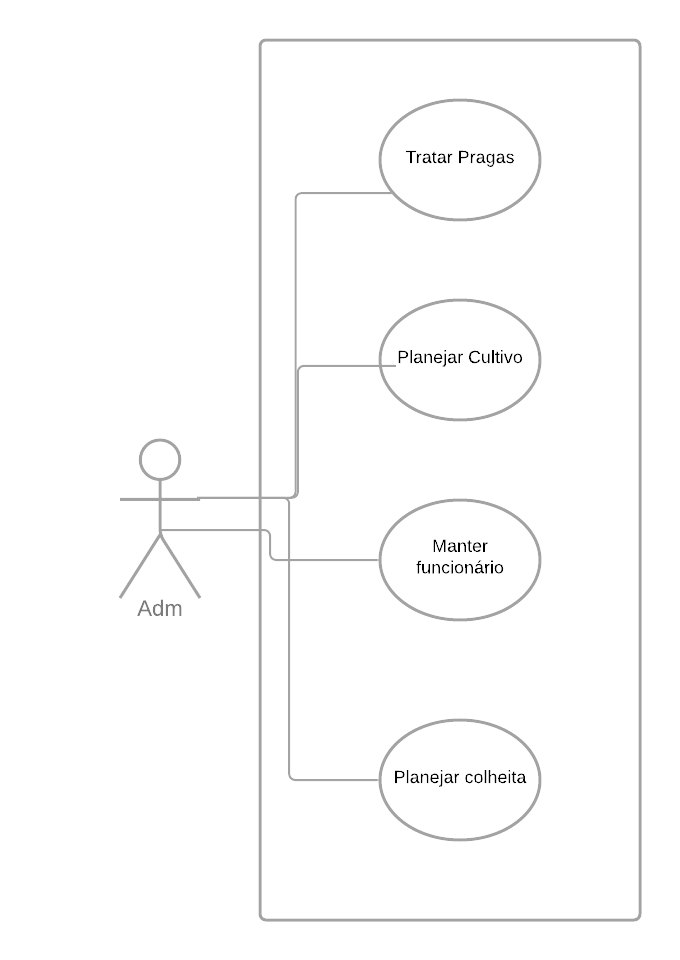 Tratar Pragas
Planejar Cultivo
Manter
funcionário
Adm
Planejar colheita